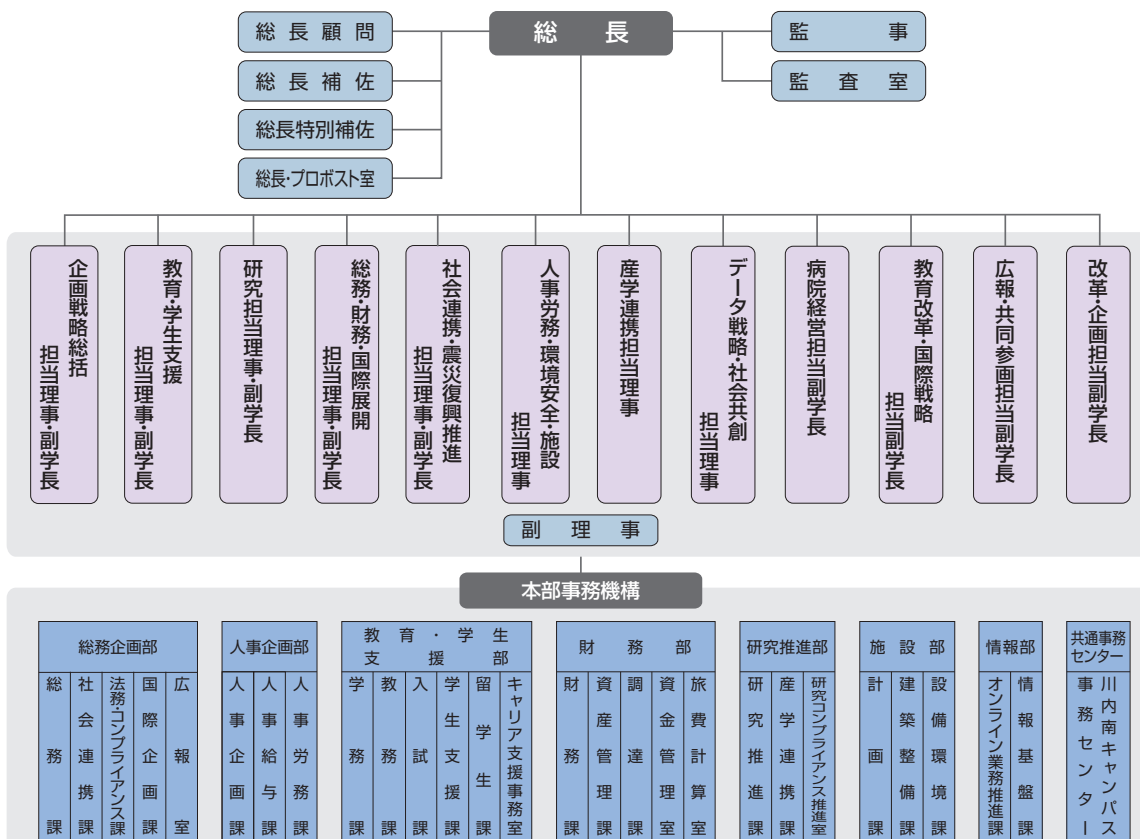 総長顧問
総長
監事
総長補佐
監査室
総長特別補佐
総長・プロボスト室
企画戦略総括
担当理事・副学長
教育・学生支援
担当理事・副学長
研究担当理事・副学長
総務・財務・国際展開
担当理事・副学長
社会連携・震災復興推進
担当理事・副学長
人事労務・環境安全・施設
担当理事
産学連携担当理事
データ戦略・社会共創
担当理事
病院経営担当副学長
教育改革・国際戦略
担当副学長
広報・共同参画担当副学長
改革・企画担当副学長
副理事
本部事務機構
総務企画部
総務課
社会連携課
法務・コンプライアンス課
国際企画課
広報室
人事企画部
人事企画課
人事給与課
人事労務課
教育・学生
支援部
学務課
教務課
入試課
学生支援課
留学生課
キャリア支援事務室
財務部
財務課
資産管理課
調達課
資金管理室
旅費計算室
研究推進部
研究推進課
産学連携課
研究コンプライアンス推進室
施設部
計画課
建築整備課
設備環境課
情報部
オンライン業務推進課
情報基盤課
共通事務
センター
川内南キャンパス
事務センター